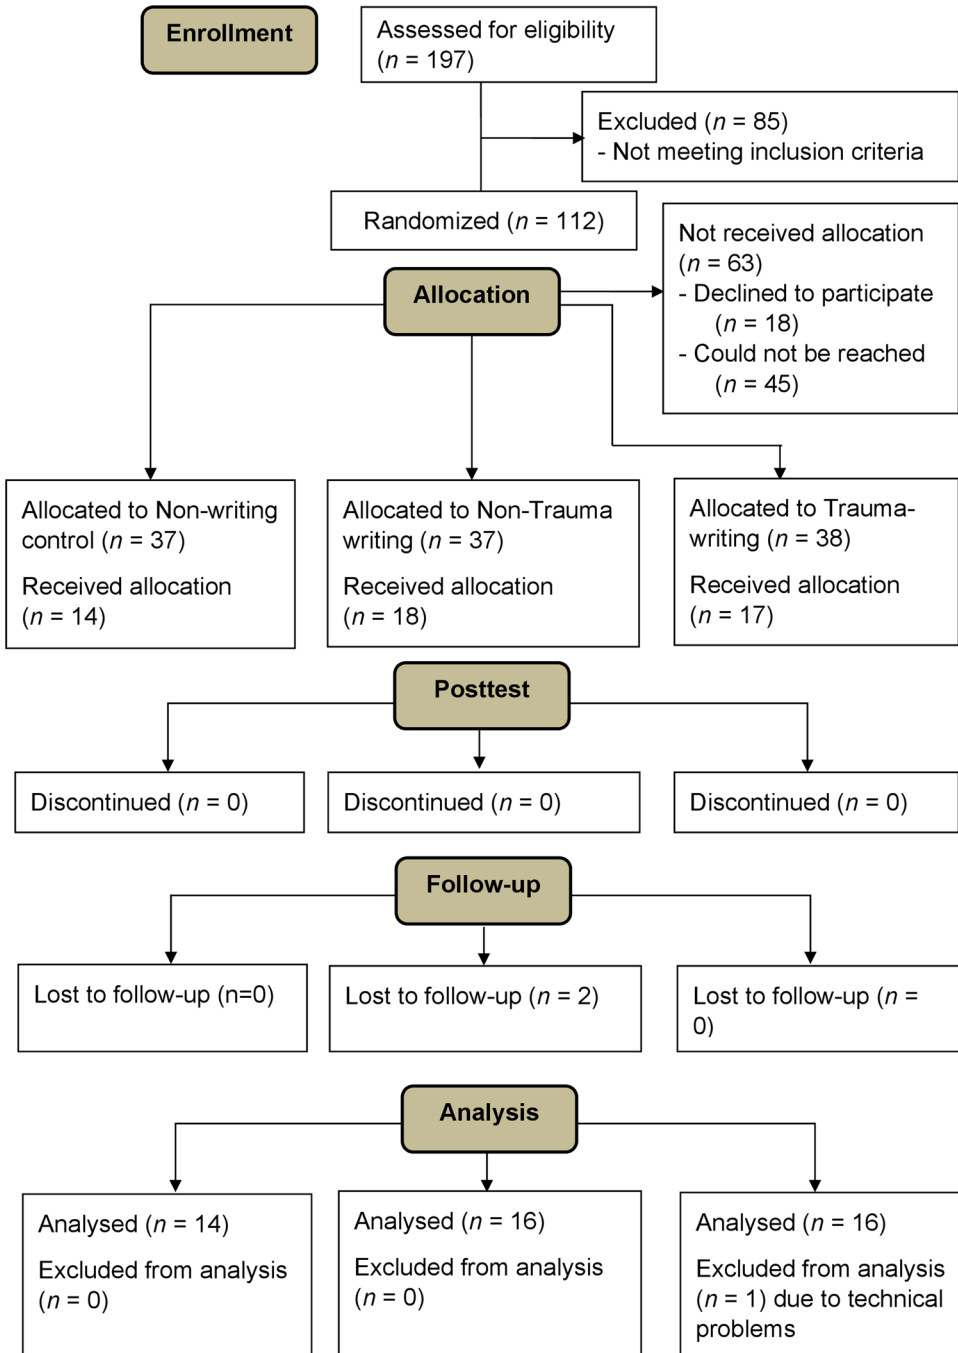 Enrollment
Assessed for eligibility
(n = 197)
Excluded (n = 85)
- Not meeting inclusion criteria
Randomized (n = 112)
Not received allocation
(n = 63)
- Declined to participate
(n = 18)
- Could not be reached
(n = 45)
Allocation
Allocated to Non-writing
control (n = 37)
Received allocation
(n = 14)
Allocated to Non-Trauma
writing (n = 37)
Received allocation
(n = 18)
Allocated to Trauma-
writing (n = 38)
Received allocation
(n = 17)
Posttest
Discontinued (n = 0)
Discontinued (n = 0)
Discontinued (n = 0)
Follow-up
Lost to follow-up (n=0)
Lost to follow-up (n = 2)
Lost to follow-up (n =
0)
Analysis
Analysed (n = 14)
Excluded from analysis
(n = 0)
Analysed (n = 16)
Excluded from analysis
(n = 0)
Analysed (n = 16)
Excluded from analysis
(n = 1) due to technical
problems